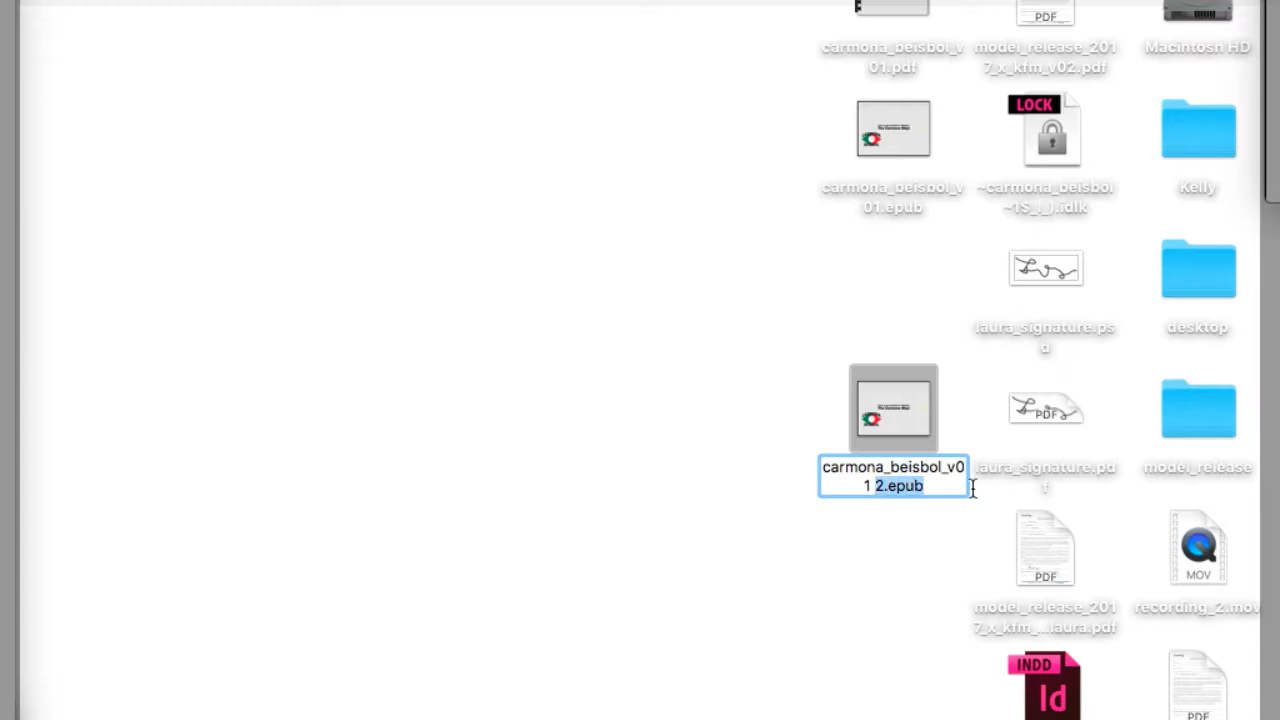 PDF
carmona_beisbol_v
01.pdf
model_release_201
7_x_kfm_v02.pdf
Macintosh HD
LOCK
carmona_beisbol_v
01.epub
~carmona_beisbol
~1S_I_).idlk
Kelly
laura_signature.ps
d
desktop
PDF
carmona_beisbol_v0
1 2.epub
laura_signature.pd
f
model_release
PDF
MOV
model_release_201
7_x_kfm_...laura.pdf
recording_2.mov
INDD
Id
PDF